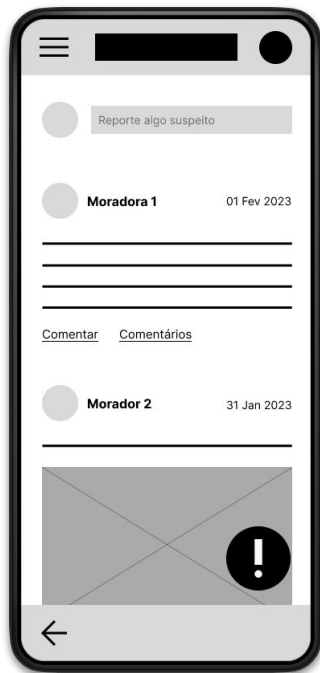 Reporte algo suspeito
Moradora 1 01 Fev 2023
Comentar Comentários
Morador 2 31 Jan 2023
!